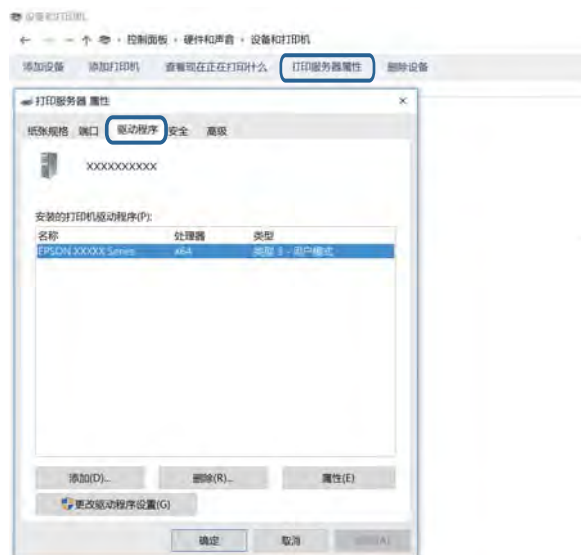 设备和打印机
控制面板 › 硬件和声音 › 设备和打印机
添加设备 添加打印机 查看现在正在打印什么 打印服务器属性 删除设备
打印服务器 属性
纸张规格 端口 驱动程序 安全 高级
XXXXXXXXXXX
安装的打印机驱动程序(P):
名称 处理器 类型
EPSON XXXXX Series x64 类型 3 - 用户模式
添加(D)... 删除(R)... 属性(E)
更改驱动程序设置(G)
确定 取消